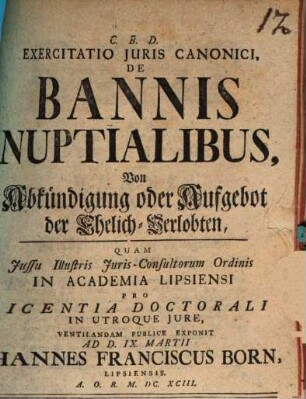 12
C. B. D.
EXERCITATIO JURIS CANONICI,
DE
BANNIS
NUPTIALIBUS,
Von
Abkündigung oder Aufgebot
der Ehelich-Verlobten,
QUAM
Jussu Illustris Juris-Consultorum Ordinis
IN ACADEMIA LIPSIENSI
PRO
ICENTIA DOCTORALI
IN UTROQUE JURE,
VENTILANDAM PUBLICE EXPONIT
AD D. IX. MARTII
HANNES FRANCISCUS BORN,
LIPSIENSIS.
A. O. R. M. DC. XCIII.